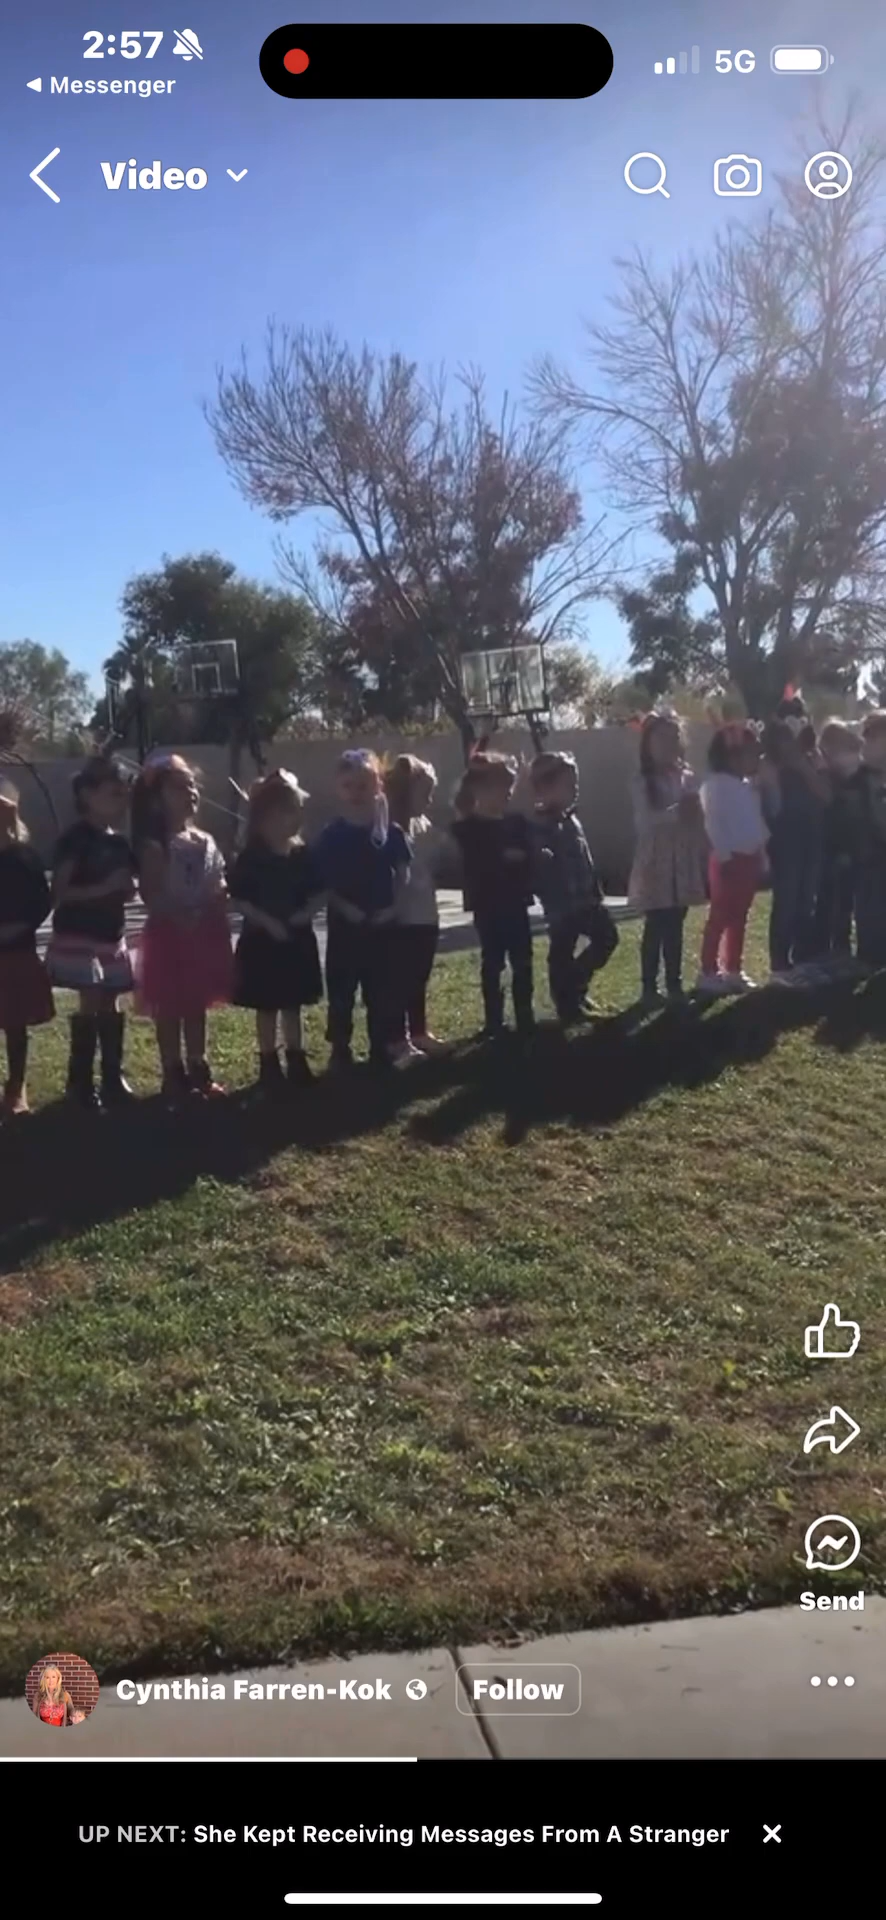 2:57
5G
Messenger
Video
Send
Cynthia Farren-Kok
Follow
UP NEXT: She Kept Receiving Messages From A Stranger